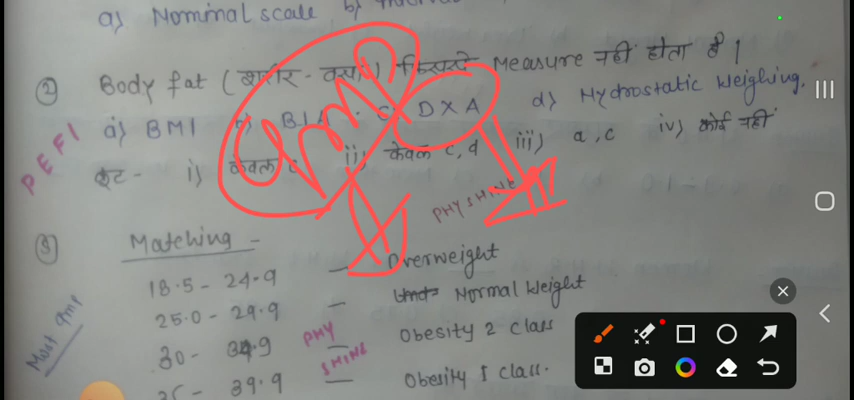 a) Nominal scale b)
② Body fat (शरीर - वसा) किससे Measure नहीं होता है |
a) BMI b) BIA c) DXA d) Hydrostatic Weighing.
PEFI
कूट - i) केवल c ii) केवल c, d iii) a, c iv) कोई नहीं
PHYSHINE
③ Matching -
18.5 - 24.9 — Overweight
25.0 - 29.9 — Normal Weight
30 - 34.9 — Obesity 2 Class
PHY SHINE
35 - 39.9 — Obesity I Class.
Most Imp
Imp